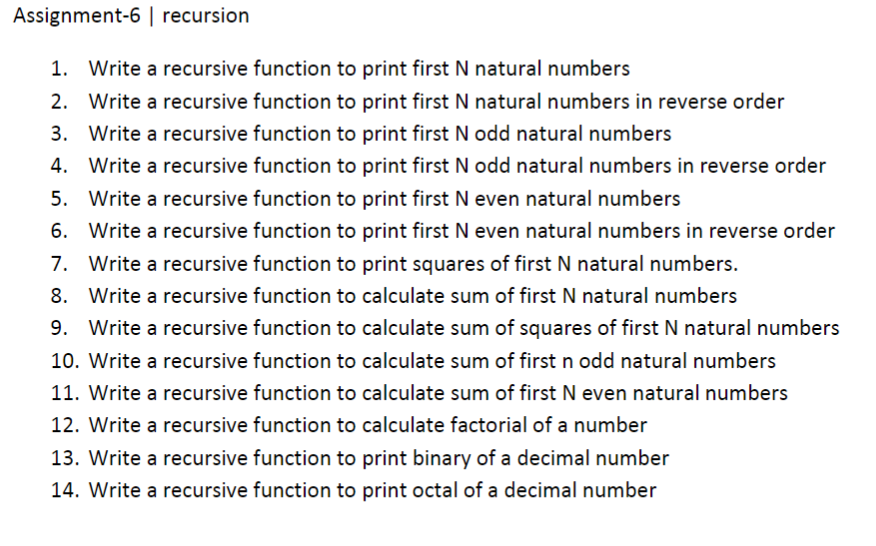 Assignment-6 | recursion
1. Write a recursive function to print first N natural numbers
2. Write a recursive function to print first N natural numbers in reverse order
3. Write a recursive function to print first N odd natural numbers
4. Write a recursive function to print first N odd natural numbers in reverse order
5. Write a recursive function to print first N even natural numbers
6. Write a recursive function to print first N even natural numbers in reverse order
7. Write a recursive function to print squares of first N natural numbers.
8. Write a recursive function to calculate sum of first N natural numbers
9. Write a recursive function to calculate sum of squares of first N natural numbers
10. Write a recursive function to calculate sum of first n odd natural numbers
11. Write a recursive function to calculate sum of first N even natural numbers
12. Write a recursive function to calculate factorial of a number
13. Write a recursive function to print binary of a decimal number
14. Write a recursive function to print octal of a decimal number